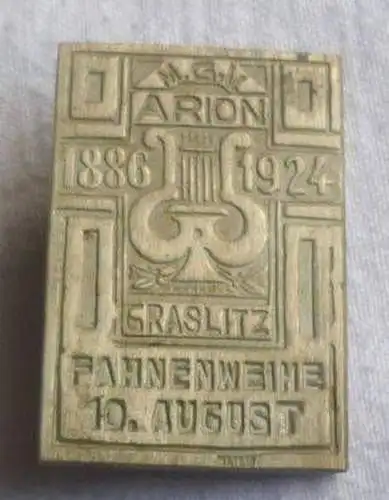 M.G.V.
ARION
1886 1924
GRASLITZ
FAHNENWEIHE
10. AUGUST